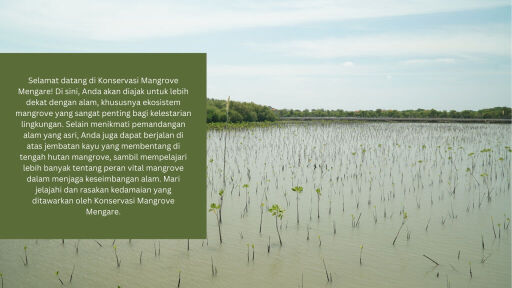 Selamat datang di Konservasi Mangrove
Mengare! Di sini, Anda akan diajak untuk lebih
dekat dengan alam, khususnya ekosistem
mangrove yang sangat penting bagi kelestarian
lingkungan. Selain menikmati pemandangan
alam yang asri, Anda juga dapat berjalan di
atas jembatan kayu yang membentang di
tengah hutan mangrove, sambil mempelajari
lebih banyak tentang peran vital mangrove
dalam menjaga keseimbangan alam. Mari
jelajahi dan rasakan kedamaian yang
ditawarkan oleh Konservasi Mangrove
Mengare.